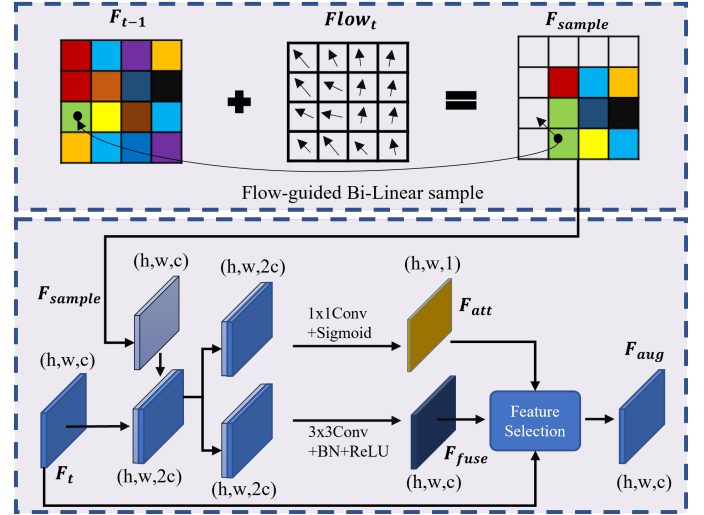 F_{t-1}
Flow_t
F_{sample}
Flow-guided Bi-Linear sample
(h,w,c)
(h,w,2c)
(h,w,1)
F_{sample}
1x1Conv
+Sigmoid
F_{att}
(h,w,c)
F_{aug}
Feature
Selection
3x3Conv
+BN+ReLU
F_{fuse}
F_t
(h,w,2c)
(h,w,2c)
(h,w,c)
(h,w,c)